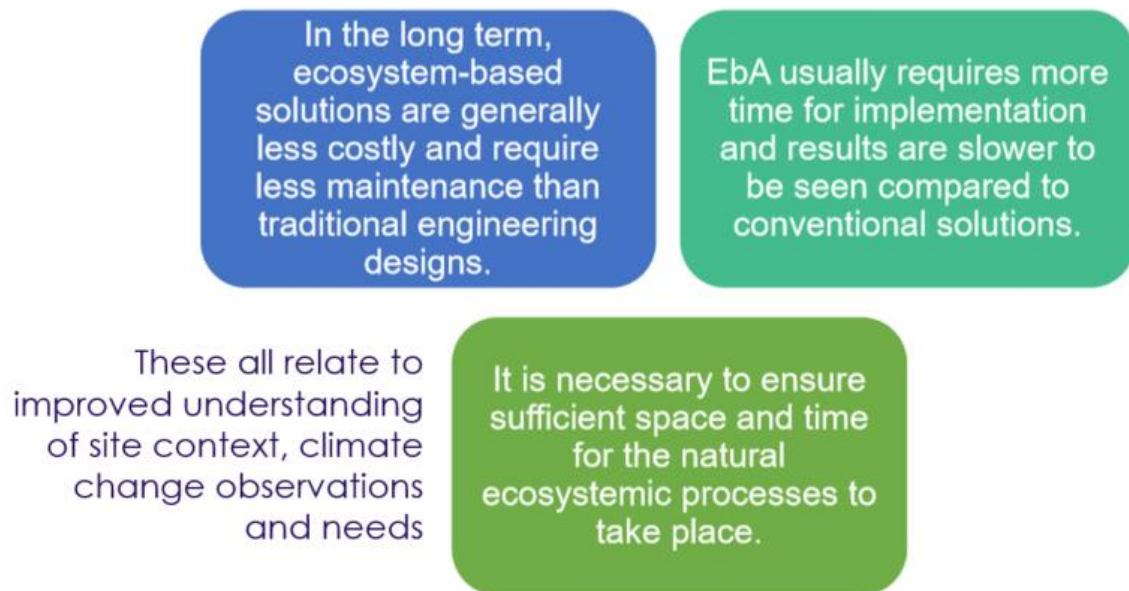 In the long term,
ecosystem-based
solutions are generally
less costly and require
less maintenance than
traditional engineering
designs.
EbA usually requires more
time for implementation
and results are slower to
be seen compared to
conventional solutions.
These all relate to
improved understanding
of site context, climate
change observations
and needs
It is necessary to ensure
sufficient space and time
for the natural
ecosystemic processes to
take place.